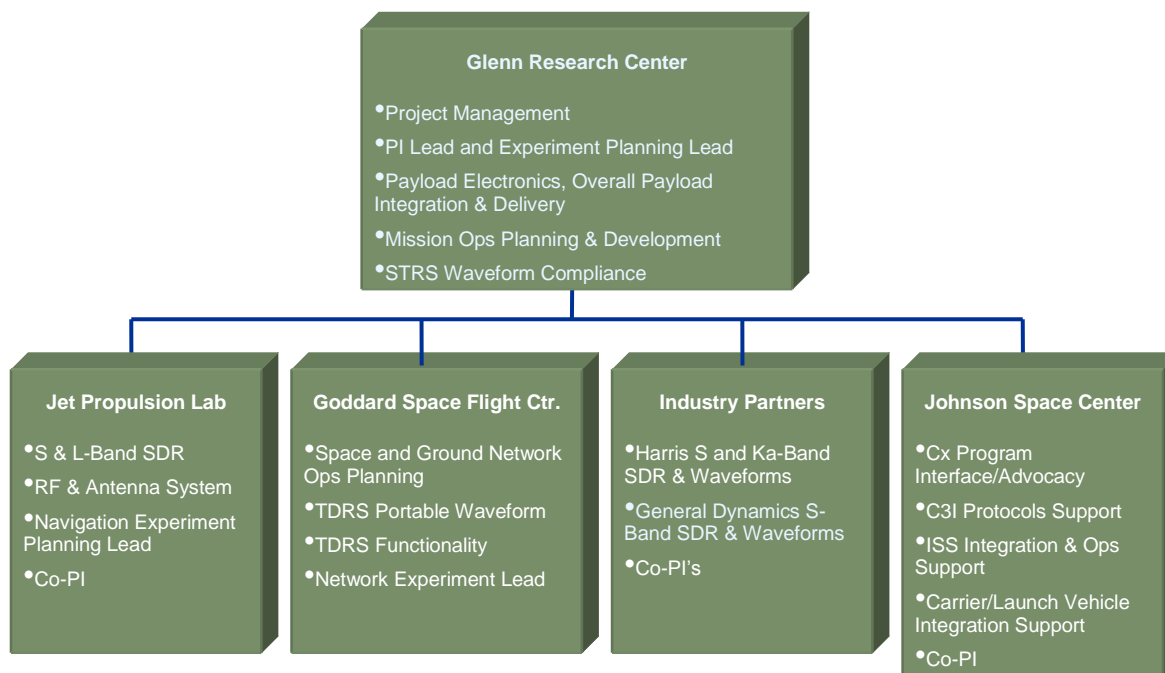 Glenn Research Center
•Project Management
•PI Lead and Experiment Planning Lead
•Payload Electronics, Overall Payload
Integration & Delivery
•Mission Ops Planning & Development
•STRS Waveform Compliance
Jet Propulsion Lab
•S & L-Band SDR
•RF & Antenna System
•Navigation Experiment
Planning Lead
•Co-PI
Goddard Space Flight Ctr.
•Space and Ground Network
Ops Planning
•TDRS Portable Waveform
•TDRS Functionality
•Network Experiment Lead
Industry Partners
•Harris S and Ka-Band
SDR & Waveforms
•General Dynamics S-
Band SDR & Waveforms
•Co-PI's
Johnson Space Center
•Cx Program
Interface/Advocacy
•C3I Protocols Support
•ISS Integration & Ops
Support
•Carrier/Launch Vehicle
Integration Support
•Co-PI